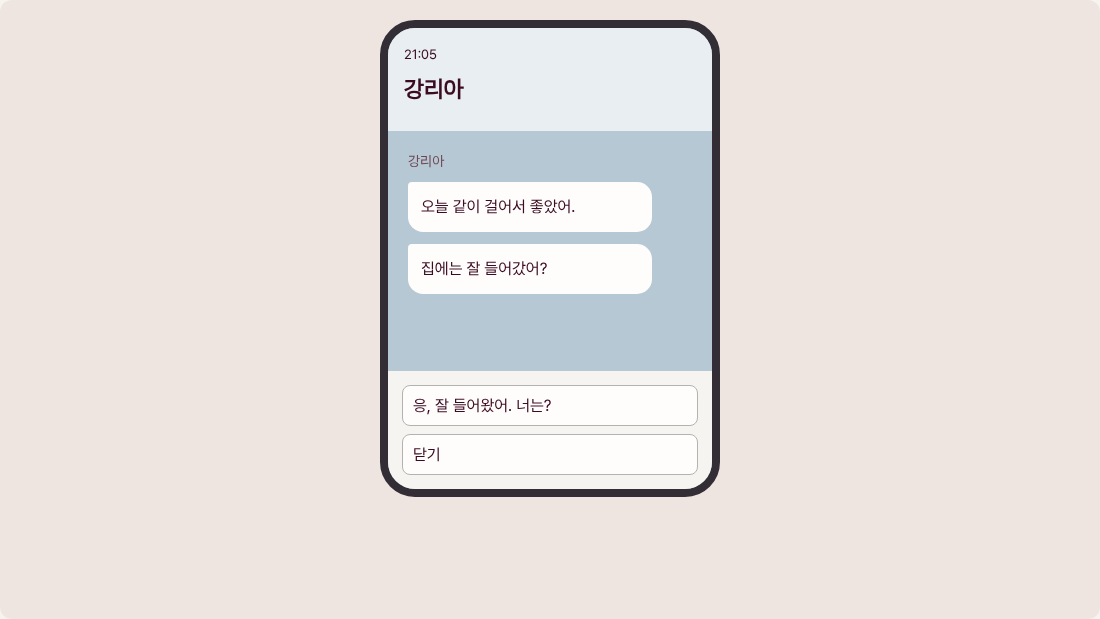 21:05
강리아
강리아
오늘 같이 걸어서 좋았어.
집에는 잘 들어갔어?
응, 잘 들어왔어. 너는?
닫기